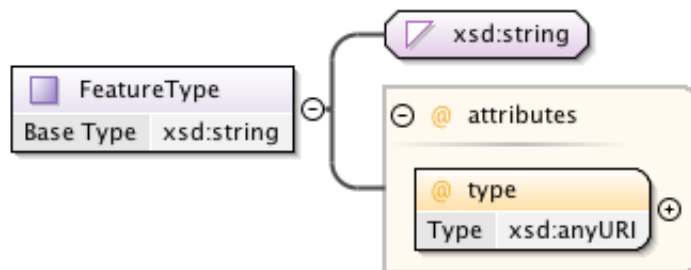 xsd:string
FeatureType
Base Type xsd:string
@ attributes
@ type
Type xsd:anyURI